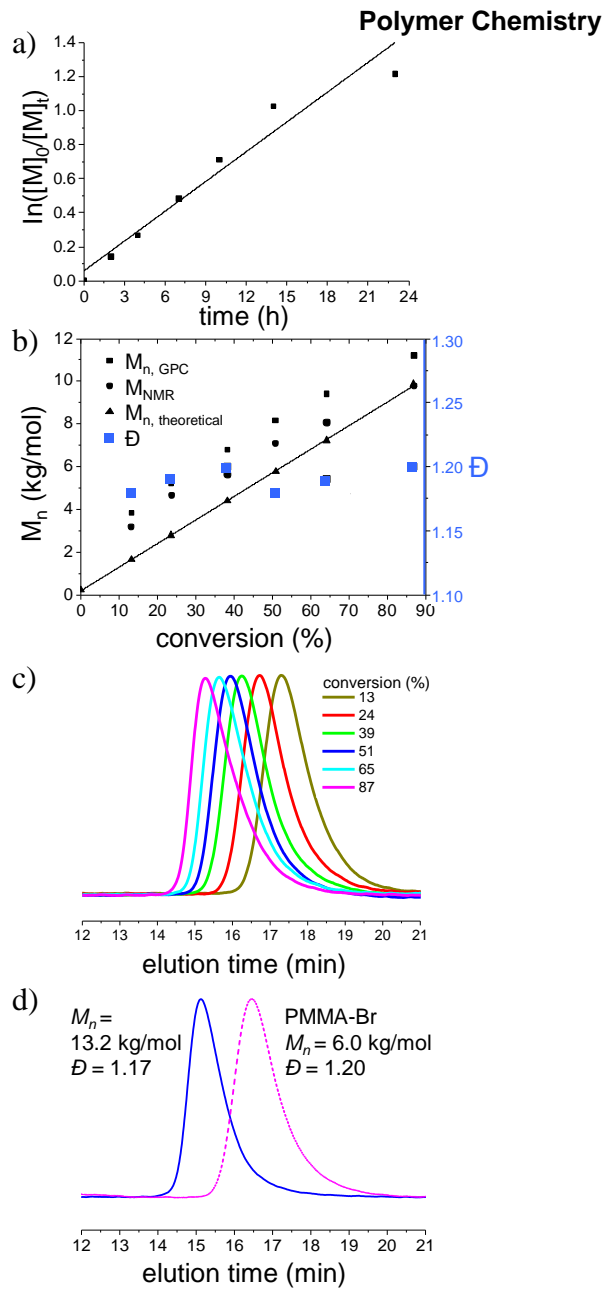 Polymer Chemistry
a)
ln([M]0/[M]t)
1.4
1.2
1.0
0.8
0.6
0.4
0.2
0.0
0 3 6 9 12 15 18 21 24
time (h)
b)
Mn (kg/mol)
12
10
8
6
4
2
0
Mn, GPC
MNMR
Mn, theoretical
Đ
1.30
1.25
1.20
1.15
1.10
Đ
0 10 20 30 40 50 60 70 80 90
conversion (%)
c)
conversion (%)
13
24
39
51
65
87
12 13 14 15 16 17 18 19 20 21
elution time (min)
d)
Mn =
13.2 kg/mol
Đ = 1.17
PMMA-Br
Mn = 6.0 kg/mol
Đ = 1.20
12 13 14 15 16 17 18 19 20 21
elution time (min)